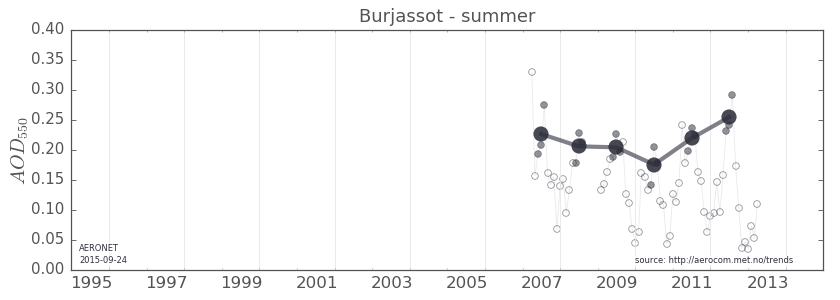 Burjassot - summer
0.40
0.35
0.30
0.25
0.20
0.15
0.10
0.05
0.00
AOD550
AERONET
2015-09-24
source: http://aerocom.met.no/trends
1995 1997 1999 2001 2003 2005 2007 2009 2011 2013